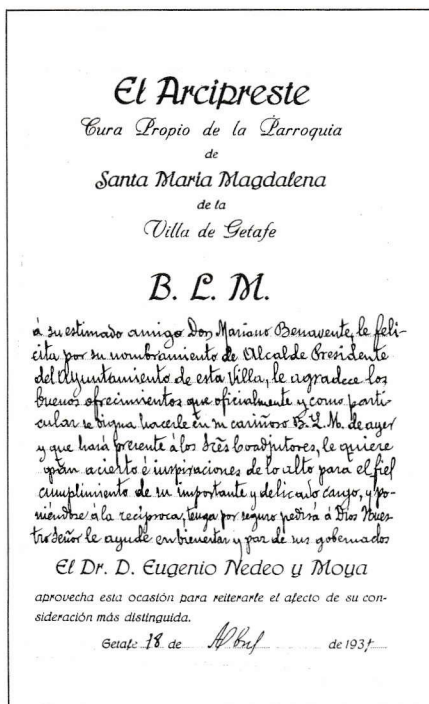 El Arcipreste
Cura Propio de la Parroquia
de
Santa Maria Magdalena
de la
Villa de Getafe
B. L. M.
á su estimado amigo Don Mariano Benavente, le feli-
cita por su nombramiento de Alcalde Presidente
del Ayuntamiento de esta Villa, le agradece los
buenos ofrecimientos que oficialmente y como parti-
cular se digna hacerle en su cariñoso B. L. M. de ayer
y que hará presente á los Sres Coadjutores, le quiere
gran acierto é inspiraciones de lo alto para el fiel
cumplimiento de su importante y delicado cargo, y po-
niéndose á la recíproca, tenga por seguro pedirá á Dios Nues-
tro Señor le ayude en bienestar y paz de sus gobernados
El Dr. D. Eugenio Nedeo y Moya
aprovecha esta ocasión para reiterarle el afecto de su con-
sideración más distinguida.
Getafe 18 de Abril de 1931